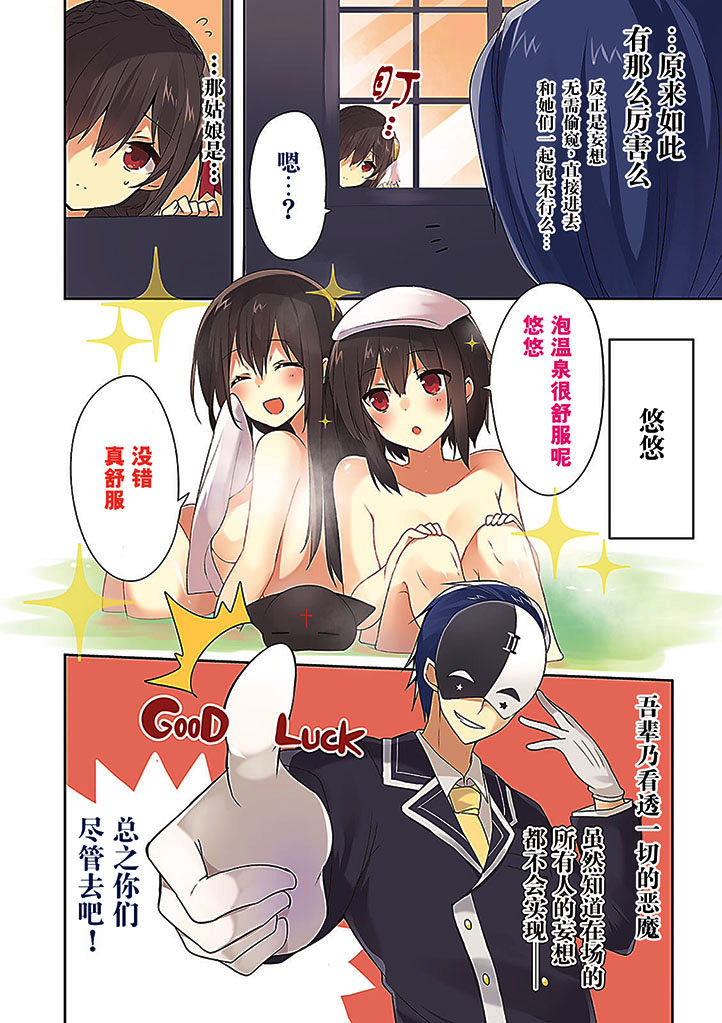 …原来如此
有那么厉害么
反正是妄想
无需偷窥，直接进去
和她们一起泡不行么…
盯…
嗯…？
…那姑娘是…
悠悠
泡温泉很舒服呢
悠悠
没错
真舒服
吾辈乃看透一切的恶魔
虽然知道在场的
所有人的妄想
都不会实现——
GOOD LUCK
总之你们
尽管去吧！
II